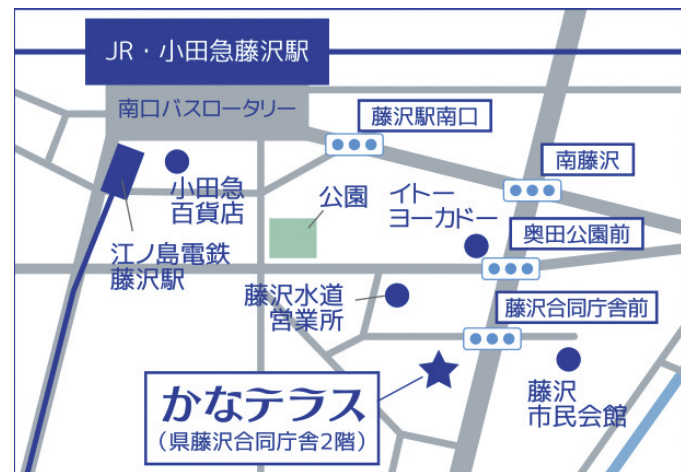 JR・小田急藤沢駅
南口バスロータリー
藤沢駅南口
小田急
百貨店
南藤沢
公園
イトー
ヨーカドー
奥田公園前
江ノ島電鉄
藤沢駅
藤沢水道
営業所
藤沢合同庁舎前
かなテラス
(県藤沢合同庁舎2階)
藤沢
市民会館